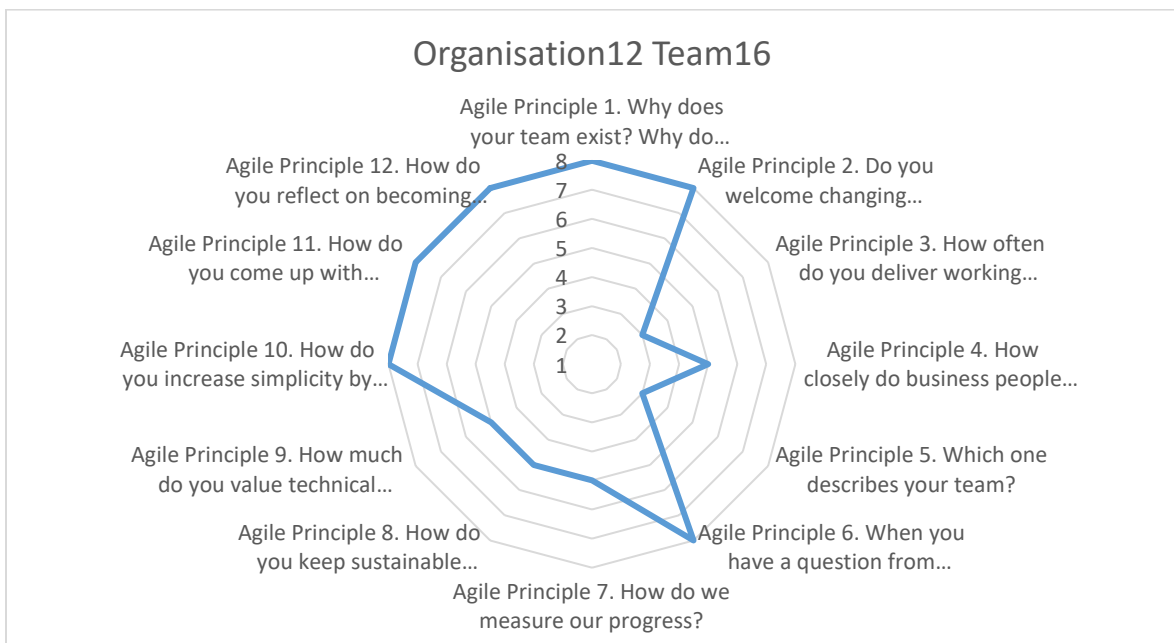 Organisation12 Team16
Agile Principle 1. Why does
your team exist? Why do…
Agile Principle 2. Do you
welcome changing…
Agile Principle 3. How often
do you deliver working…
Agile Principle 4. How
closely do business people…
Agile Principle 5. Which one
describes your team?
Agile Principle 6. When you
have a question from…
Agile Principle 7. How do we
measure our progress?
Agile Principle 8. How do
you keep sustainable…
Agile Principle 9. How much
do you value technical…
Agile Principle 10. How do
you increase simplicity by…
Agile Principle 11. How do
you come up with…
Agile Principle 12. How do
you reflect on becoming…
8
7
6
5
4
3
2
1